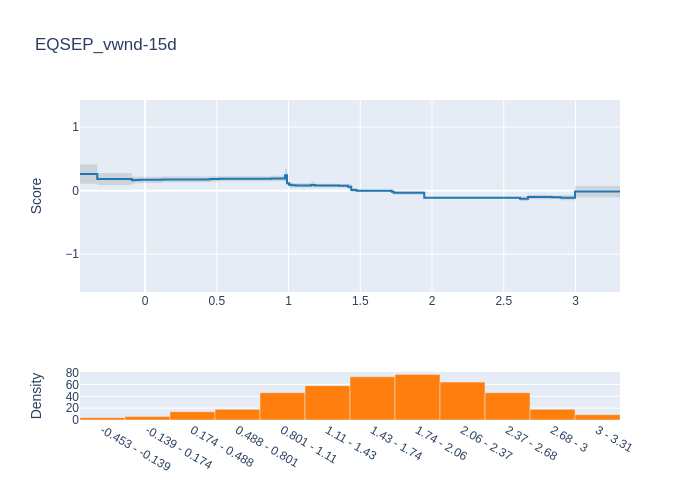 EQSEP_vwnd-15d
1
0
−1
Score
0
0.5
1
1.5
2
2.5
3
80
60
40
20
0
Density
-0.453 - -0.139
-0.139 - 0.174
0.174 - 0.488
0.488 - 0.801
0.801 - 1.11
1.11 - 1.43
1.43 - 1.74
1.74 - 2.06
2.06 - 2.37
2.37 - 2.68
2.68 - 3
3 - 3.31